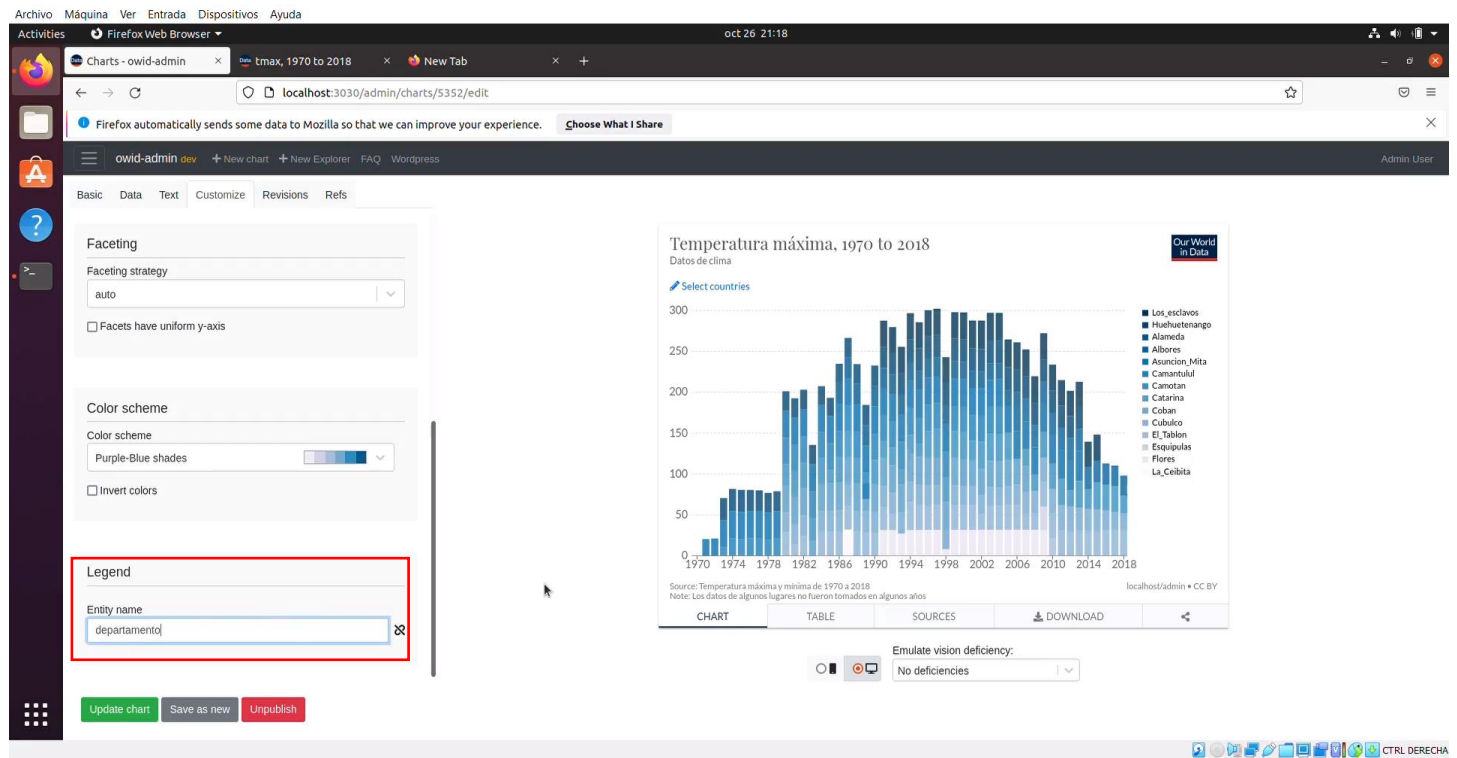 Archivo Máquina Ver Entrada Dispositivos Ayuda
Activities Firefox Web Browser oct 26 21:18
Charts - owid-admin tmax, 1970 to 2018 New Tab
localhost:3030/admin/charts/5352/edit
Firefox automatically sends some data to Mozilla so that we can improve your experience. Choose What I Share
owid-admin dev + New chart + New Explorer FAQ Wordpress Admin User
Basic Data Text Customize Revisions Refs
Faceting
Faceting strategy
auto
Facets have uniform y-axis
Color scheme
Color scheme
Purple-Blue shades
Invert colors
Legend
Entity name
departamento
Update chart Save as new Unpublish
Temperatura máxima, 1970 to 2018
Datos de clima
Our World
in Data
Select countries
300
250
200
150
100
50
0
1970 1974 1978 1982 1986 1990 1994 1998 2002 2006 2010 2014 2018
Los_esclavos
Huehuetenango
Alameda
Albores
Asuncion_Mita
Camantulul
Camotan
Catarina
Coban
Cubulco
El_Tablon
Esquipulas
Flores
La_Ceibita
Source: Temperatura máxima y mínima de 1970 a 2018 localhost/admin • CC BY
Note: Los datos de algunos lugares no fueron tomados en algunos años
CHART TABLE SOURCES DOWNLOAD
Emulate vision deficiency:
No deficiencies
CTRL DERECHA